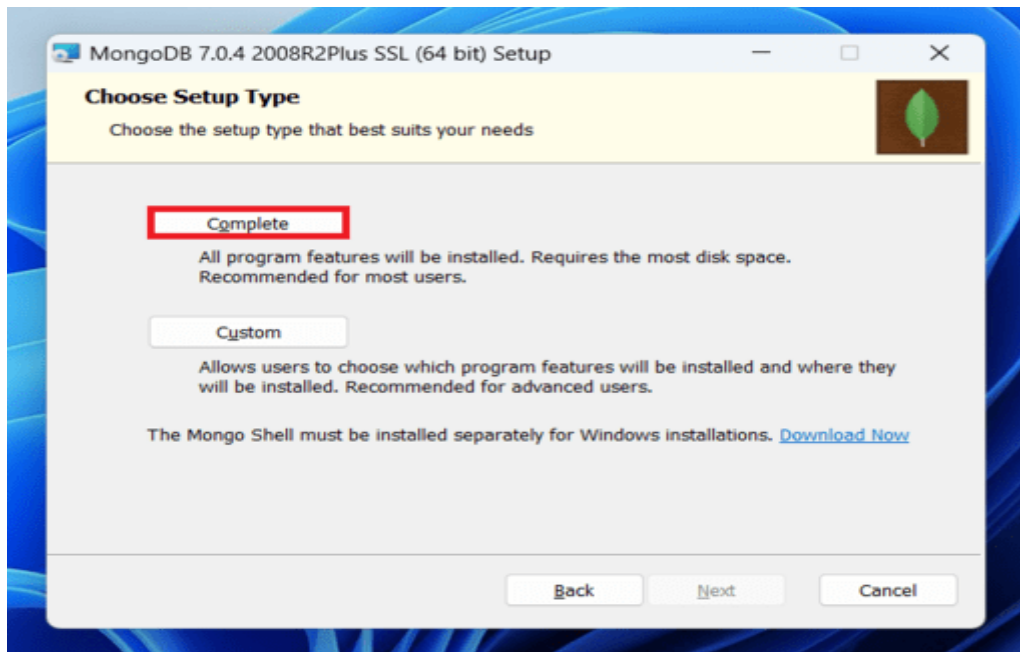 MongoDB 7.0.4 2008R2Plus SSL (64 bit) Setup
Choose Setup Type
Choose the setup type that best suits your needs
Complete
All program features will be installed. Requires the most disk space.
Recommended for most users.
Custom
Allows users to choose which program features will be installed and where they
will be installed. Recommended for advanced users.
The Mongo Shell must be installed separately for Windows installations. Download Now
Back Next Cancel